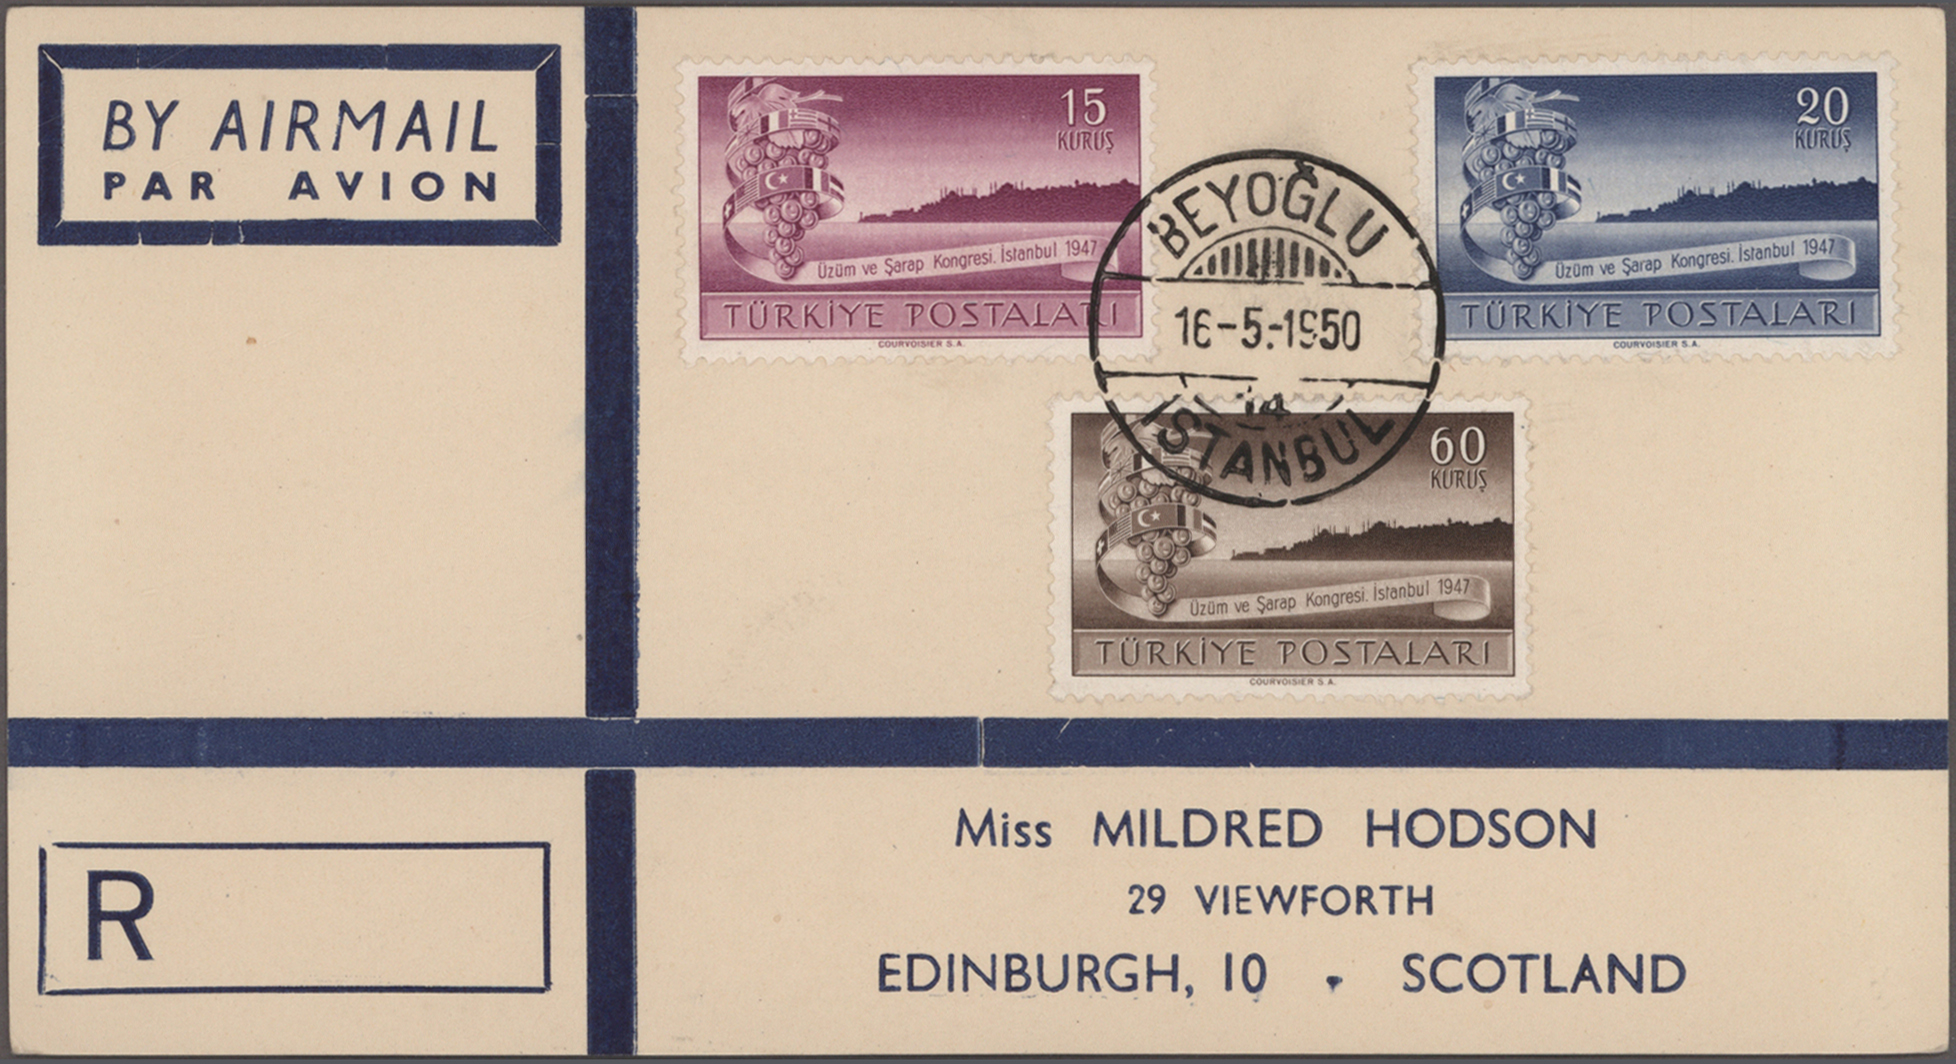 BY AIRMAIL
PAR AVION
15
KURUŞ
Üzüm ve Şarap Kongresi. İstanbul 1947
TÜRKİYE POSTALARI
COURVOISIER S.A.
20
KURUŞ
Üzüm ve Şarap Kongresi. İstanbul 1947
TÜRKİYE POSTALARI
COURVOISIER S.A.
BEYOĞLU
16-5.-1950
İSTANBUL
60
KURUŞ
Üzüm ve Şarap Kongresi. İstanbul 1947
TÜRKİYE POSTALARI
COURVOISIER S.A.
R
Miss MILDRED HODSON
29 VIEWFORTH
EDINBURGH, 10 . SCOTLAND